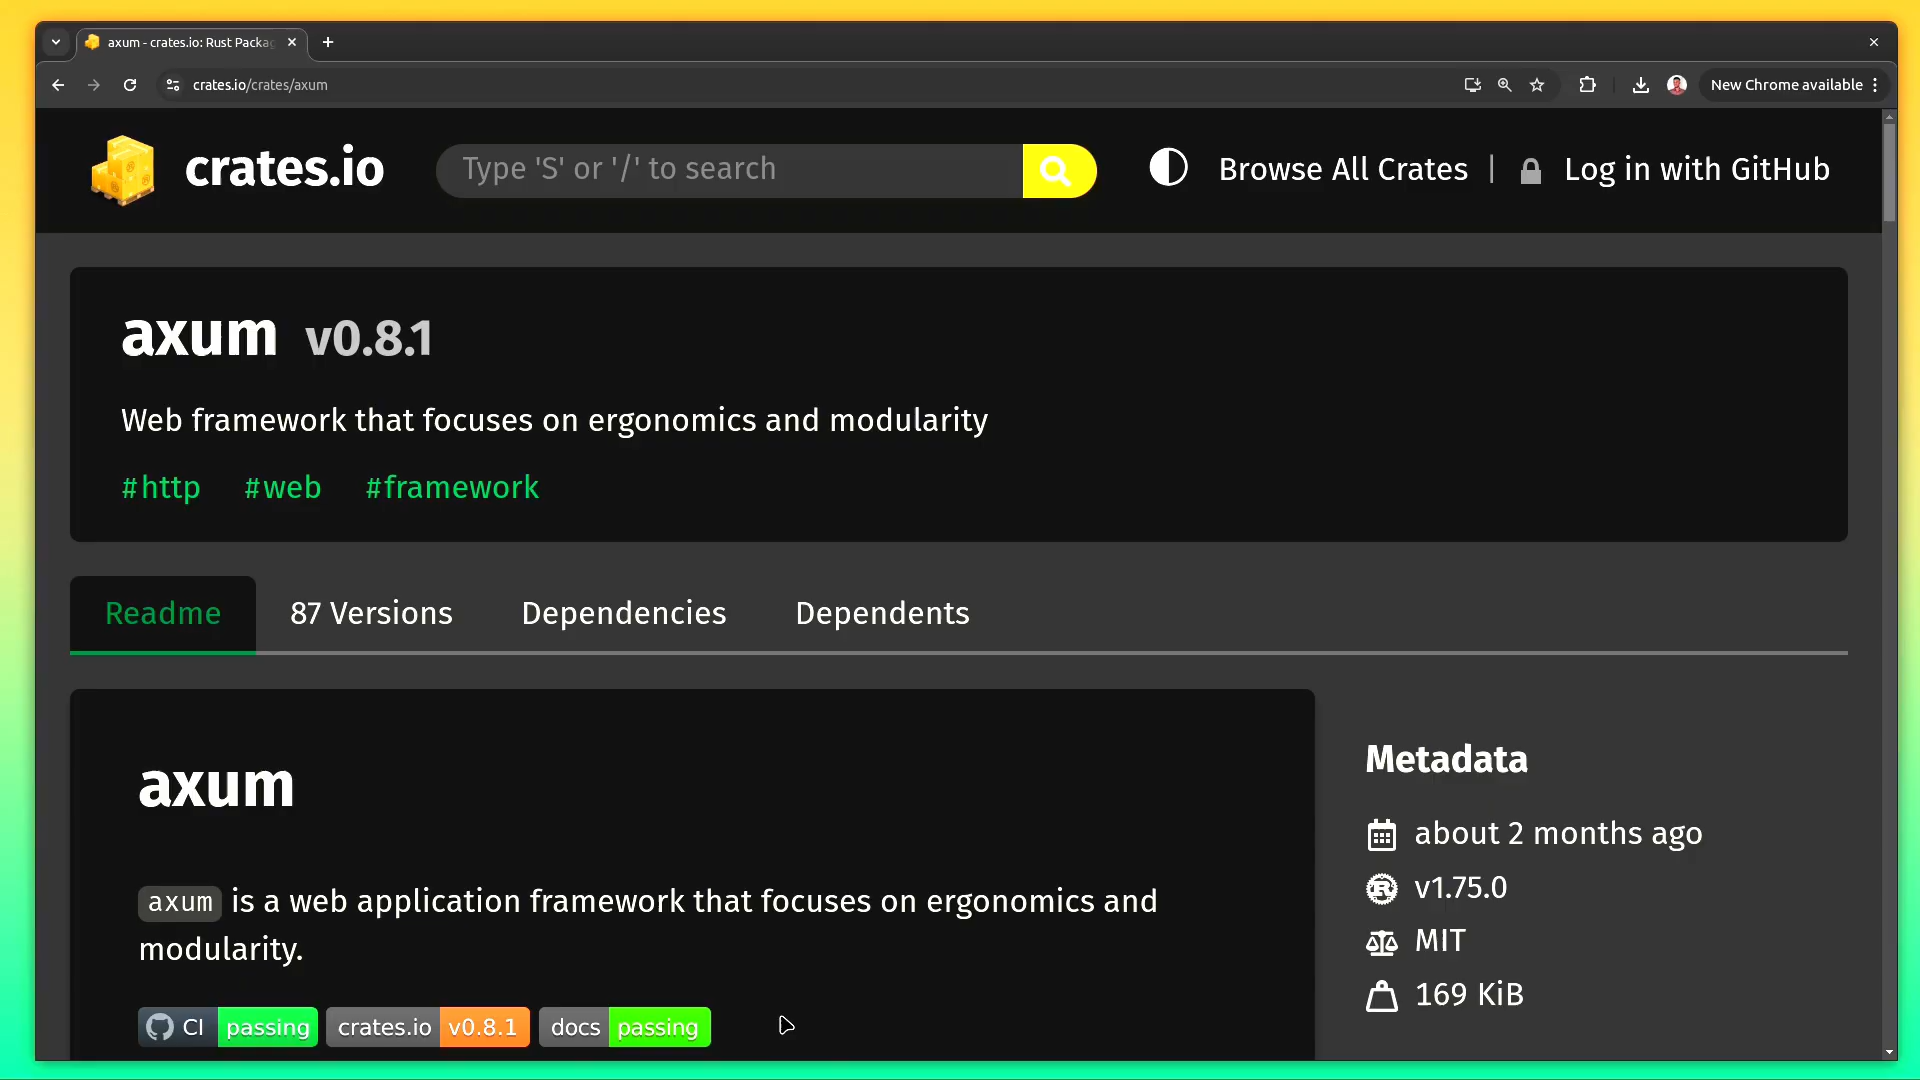 axum - crates.io: Rust Packag
crates.io/crates/axum
New Chrome available
crates.io
Type 'S' or '/' to search
Browse All Crates | Log in with GitHub
axum v0.8.1
Web framework that focuses on ergonomics and modularity
#http #web #framework
Readme 87 Versions Dependencies Dependents
axum
Metadata
about 2 months ago
v1.75.0
MIT
169 KiB
axum is a web application framework that focuses on ergonomics and
modularity.
CI passing crates.io v0.8.1 docs passing